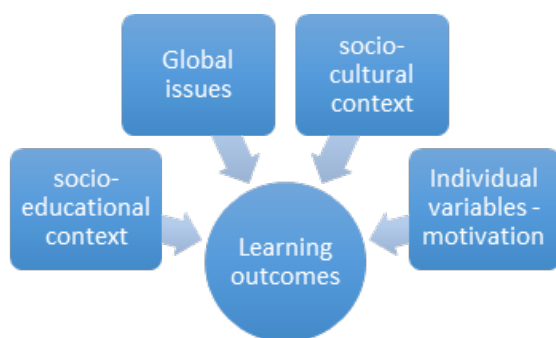 Global
issues
socio-
cultural
context
socio-
educational
context
Individual
variables -
motivation
Learning
outcomes